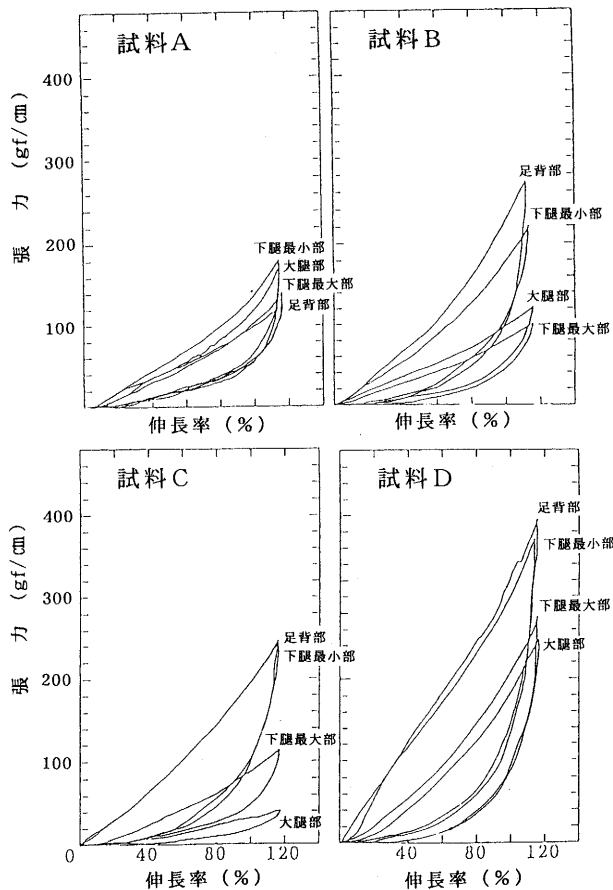 試料A
400
300
200
100
張力 (gf/cm)
下腿最小部
大腿部
下腿最大部
足背部
伸長率 (%)
試料B
足背部
下腿最小部
大腿部
下腿最大部
伸長率 (%)
試料C
400
300
200
100
0
張力 (gf/cm)
足背部
下腿最小部
下腿最大部
大腿部
40
80
120
伸長率 (%)
試料D
足背部
下腿最小部
下腿最大部
大腿部
40
80
120
伸長率 (%)